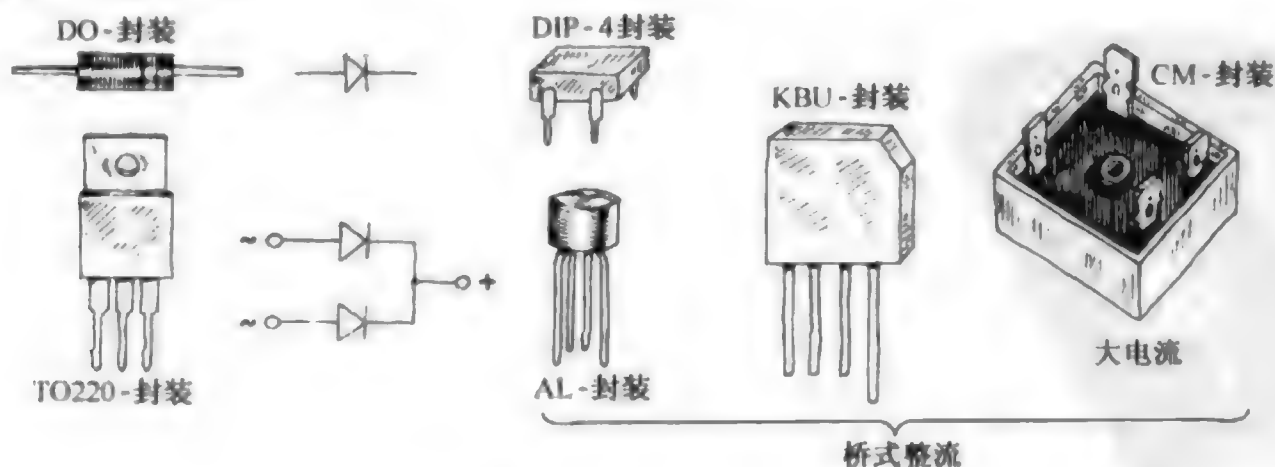 DO-封装
DIP-4封装
KBU-封装
CM-封装
~
+
~
TO220-封装
AL-封装
大电流
桥式整流